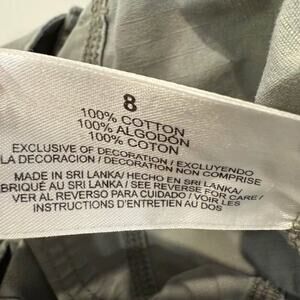 8
100% COTTON
100% ALGODON
100% COTON
EXCLUSIVE OF DECORATION / EXCLUYENDO
LA DECORACION / DECORATION NON COMPRISE
MADE IN SRI LANKA/ HECHO EN SRI LANKA/
ABRIQUÉ AU SRI LANKA / SEE REVERSE FOR CARE /
VER AL REVERSO PARA CUIDADO / VOIR LES
INSTRUCTIONS D'ENTRETIEN AU DOS